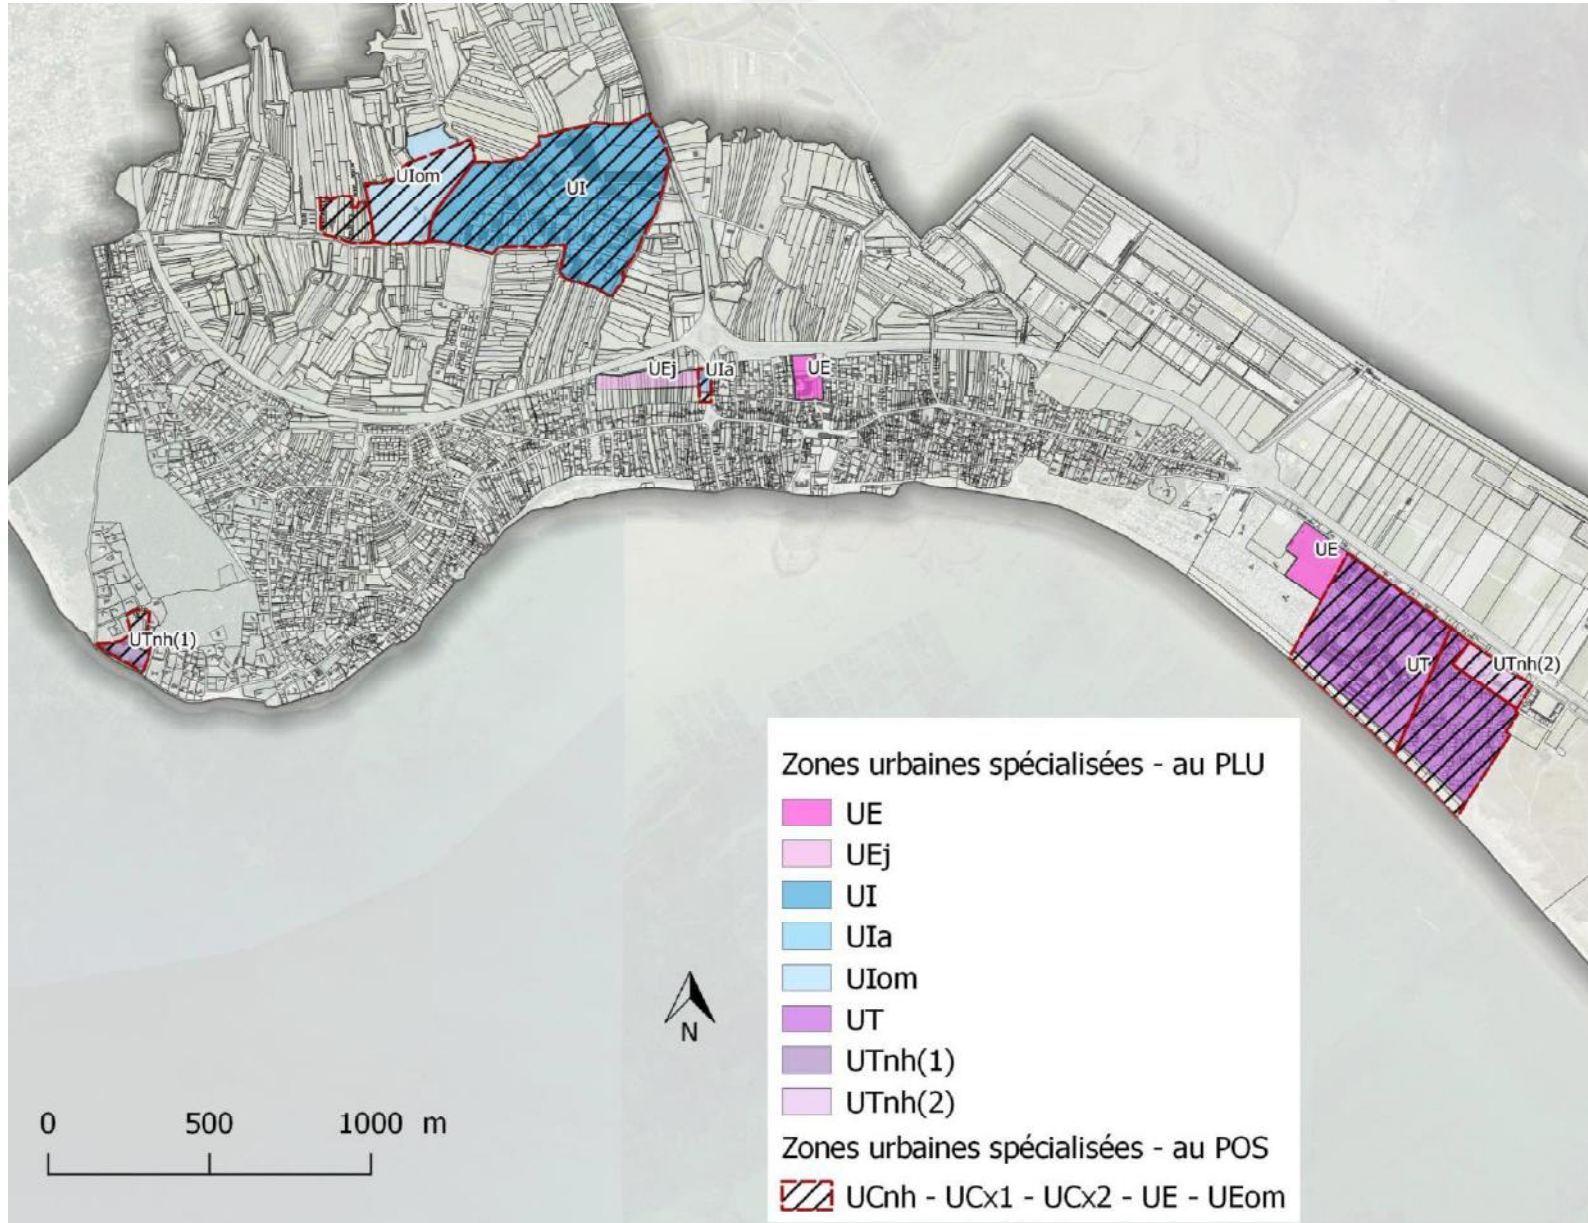 UIom
UI
UEj
UIa
UE
UE
UTnh(1)
UT
UTnh(2)
Zones urbaines spécialisées - au PLU
UE
UEj
UI
UIa
UIom
UT
UTnh(1)
UTnh(2)
Zones urbaines spécialisées - au POS
UCnh - UCx1 - UCx2 - UE - UEom
N
0 500 1000 m